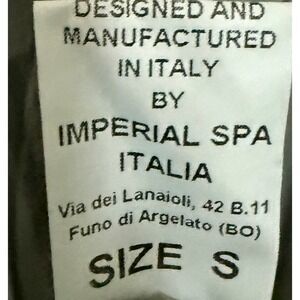 DESIGNED AND
MANUFACTURED
IN ITALY
BY
IMPERIAL SPA
ITALIA
Via dei Lanaioli, 42 B.11
Funo di Argelato (BO)
SIZE S